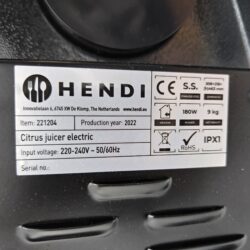 HENDI
Innovatielaan 6, 6745 XW De Klomp, The Netherlands www.hendi.eu
Item: 221204
Production year: 2022
Citrus juicer electric
Input voltage: 220-240V ~ 50/60Hz
Serial no.:
CE
S.S.
180W
9 kg
RoHS
IPX1